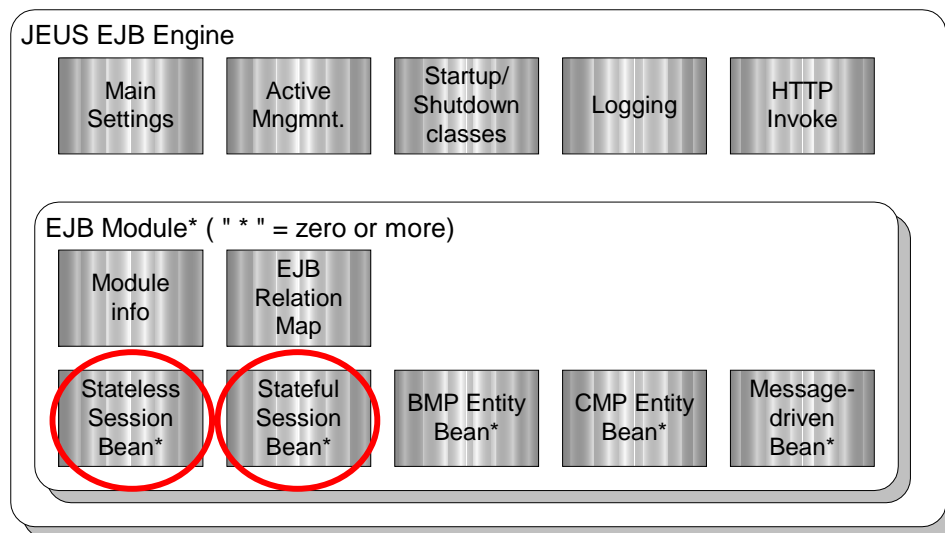 JEUS EJB Engine
Main
Settings
Active
Mngmnt.
Startup/
Shutdown
classes
Logging
HTTP
Invoke
EJB Module* ( " * " = zero or more)
Module
info
EJB
Relation
Map
Stateless
Session
Bean*
Stateful
Session
Bean*
BMP Entity
Bean*
CMP Entity
Bean*
Message-
driven
Bean*